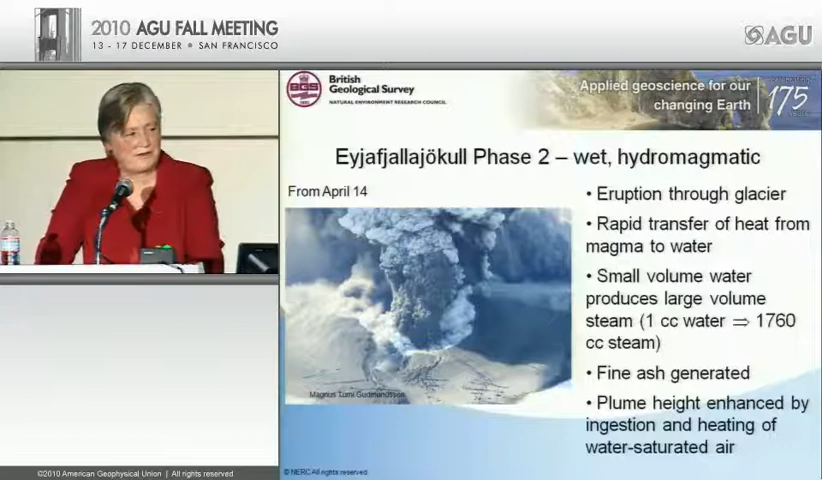 2010 AGU FALL MEETING
13 - 17 DECEMBER • SAN FRANCISCO
AGU
British
Geological Survey
NATURAL ENVIRONMENT RESEARCH COUNCIL
BGS
Applied geoscience for our
changing Earth
175
Eyjafjallajökull Phase 2 – wet, hydromagmatic
From April 14
• Eruption through glacier
• Rapid transfer of heat from
magma to water
• Small volume water
produces large volume
steam (1 cc water ⇒ 1760
cc steam)
• Fine ash generated
• Plume height enhanced by
ingestion and heating of
water-saturated air
Magnus Tumi Gudmundsson
©2010 American Geophysical Union | All rights reserved
© NERC All rights reserved